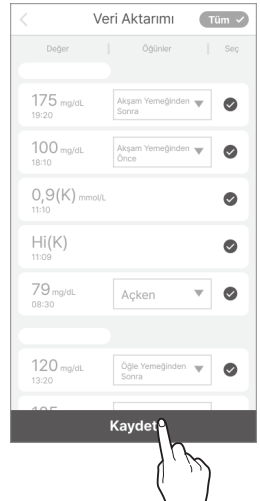 Veri Aktarımı
Tüm
Değer
Öğünler
Seç
175 mg/dL
19:20
Akşam Yemeğinden
Sonra
100 mg/dL
18:10
Akşam Yemeğinden
Önce
0,9(K) mmol/L
11:10
Hi(K)
11:09
79 mg/dL
08:30
Açken
120 mg/dL
13:20
Öğle Yemeğinden
Sonra
Kaydet